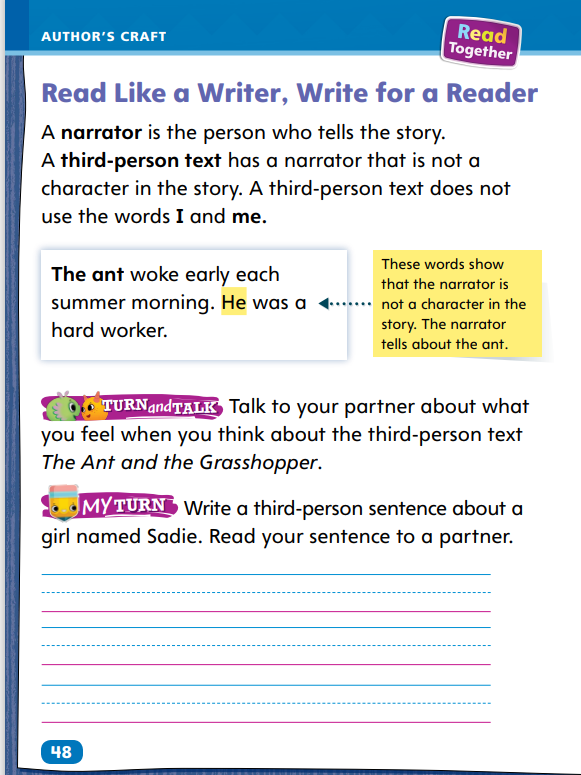 AUTHOR'S CRAFT
Read
Together
Read Like a Writer, Write for a Reader
A narrator is the person who tells the story.
A third-person text has a narrator that is not a
character in the story. A third-person text does not
use the words I and me.
The ant woke early each
summer morning. He was a
hard worker.
These words show
that the narrator is
not a character in the
story. The narrator
tells about the ant.
TURNandTALK Talk to your partner about what
you feel when you think about the third-person text
The Ant and the Grasshopper.
MY TURN Write a third-person sentence about a
girl named Sadie. Read your sentence to a partner.
48